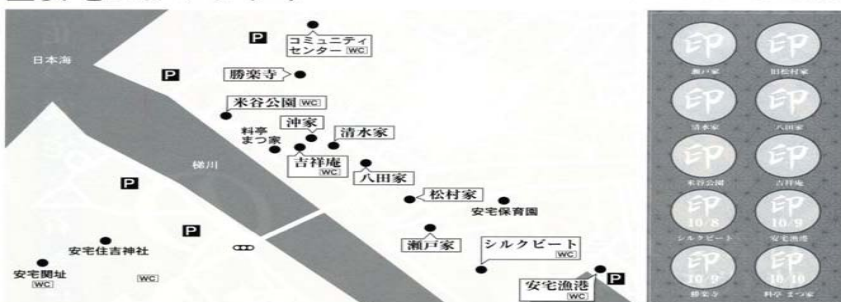 日本海
P
コミュニティ
センター WC
P
勝楽寺
米谷公園 WC
沖家
清水家
料亭
まつ家
吉祥庵
WC
梯川
八田家
P
松村家
安宅保育園
P
瀬戸家
シルクビート
WC
安宅住吉神社
安宅関址
WC
WC
安宅漁港
WC
P
印
瀬戸家
印
旧松村家
印
清水家
印
八田家
印
米谷公園
印
吉祥庵
印
10/8
シルクビート
印
10/9
安宅漁港
印
10/9
勝楽寺
印
10/10
料亭 まつ家